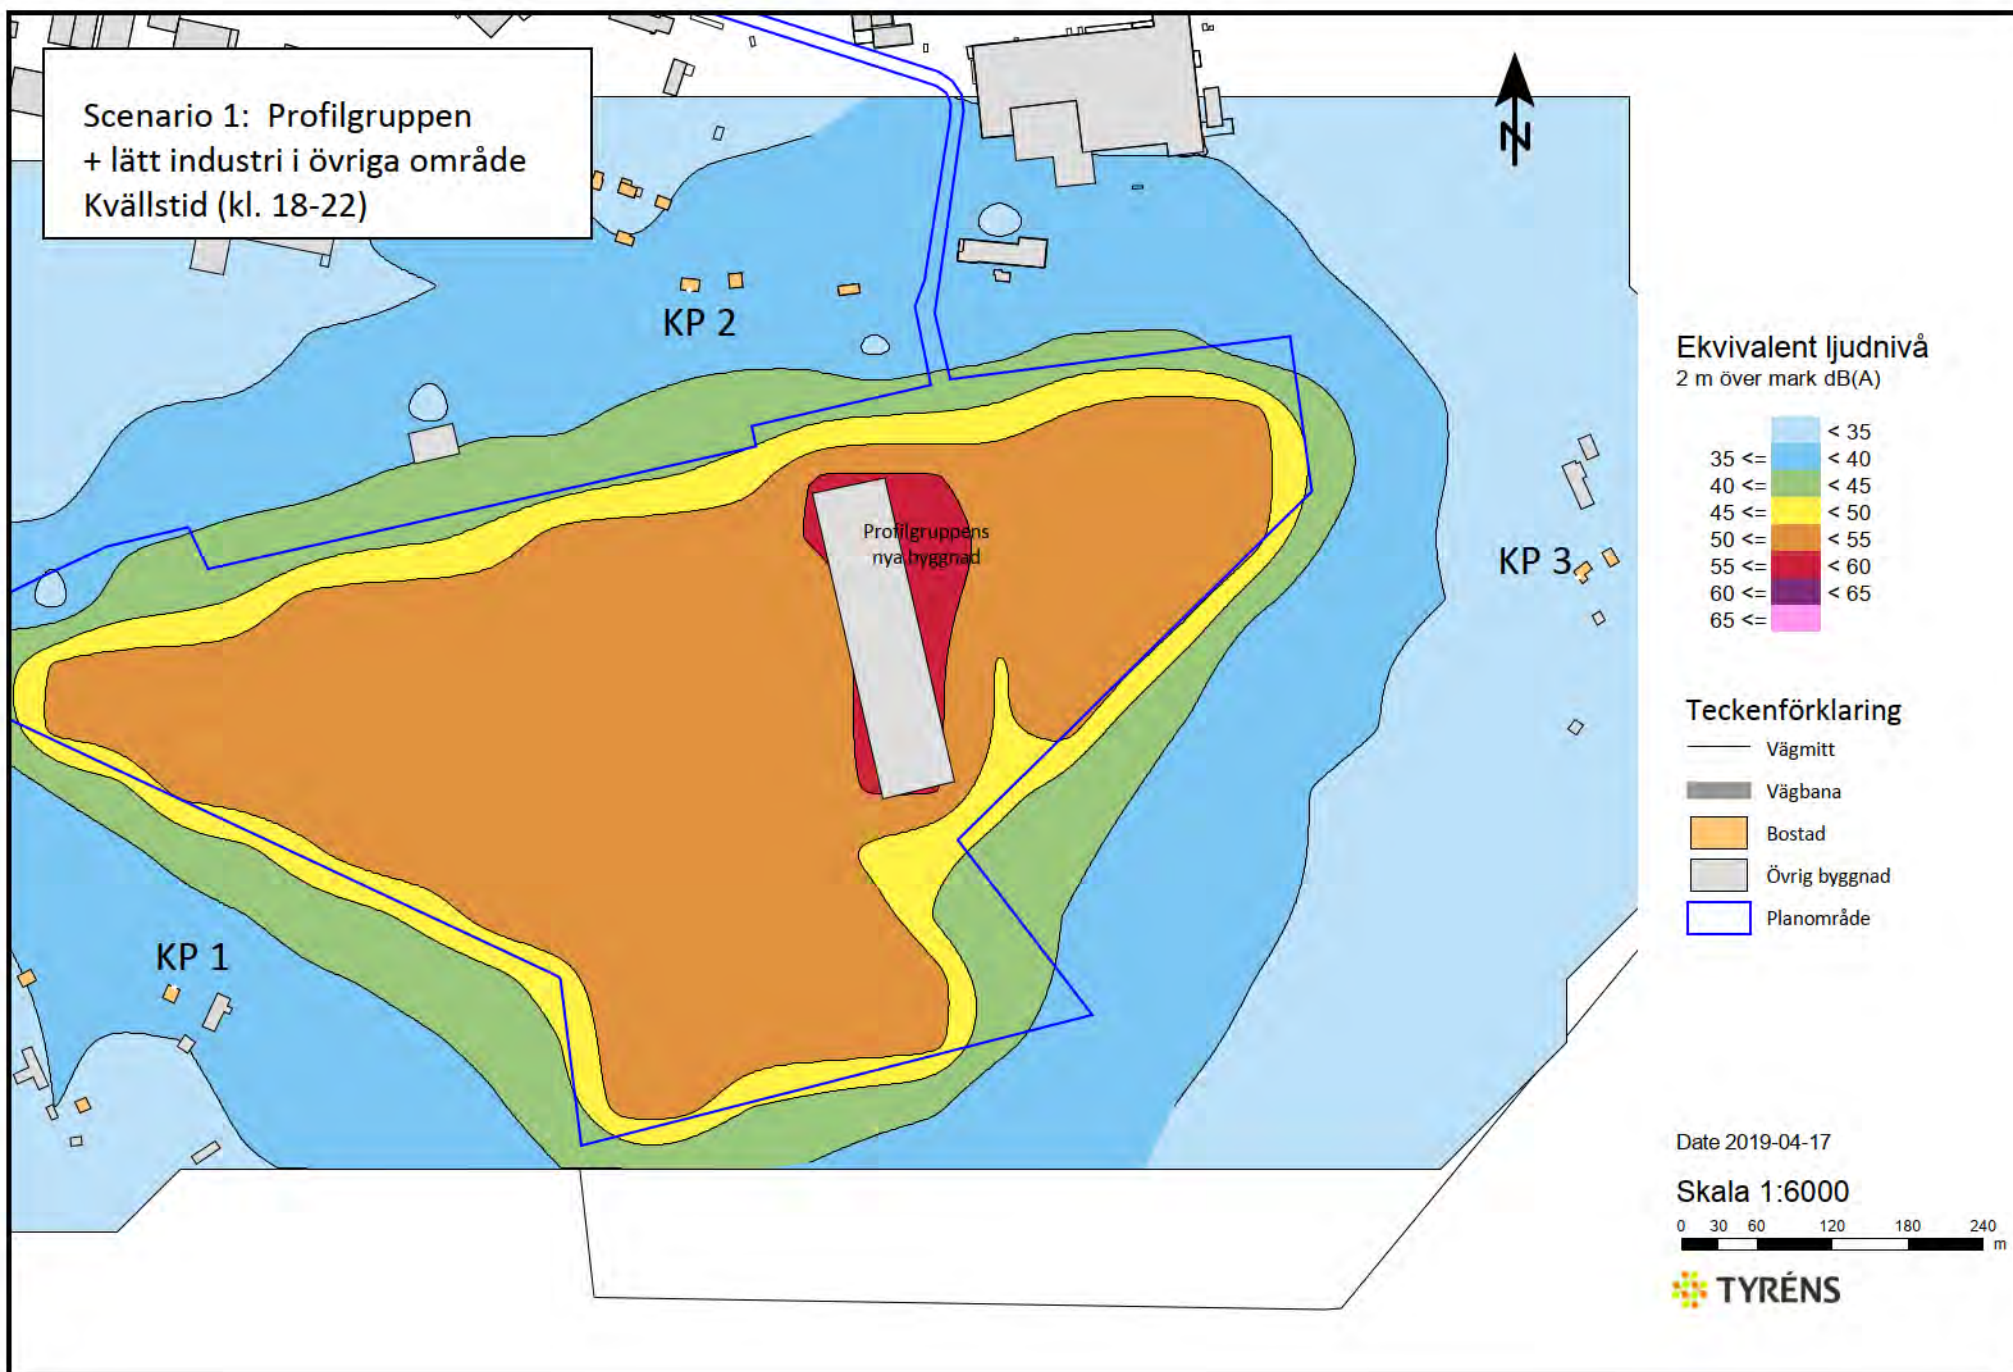 Scenario 1: Profilgruppen
+ lätt industri i övriga område
Kvällstid (kl. 18-22)
N
KP 2
Profilgruppens
nya byggnad
KP 3
KP 1
Ekvivalent ljudnivå
2 m över mark dB(A)
< 35
35 <= < 40
40 <= < 45
45 <= < 50
50 <= < 55
55 <= < 60
60 <= < 65
65 <=
Teckenförklaring
Vägmitt
Vägbana
Bostad
Övrig byggnad
Planområde
Date 2019-04-17
Skala 1:6000
0 30 60 120 180 240
m
TYRÉNS